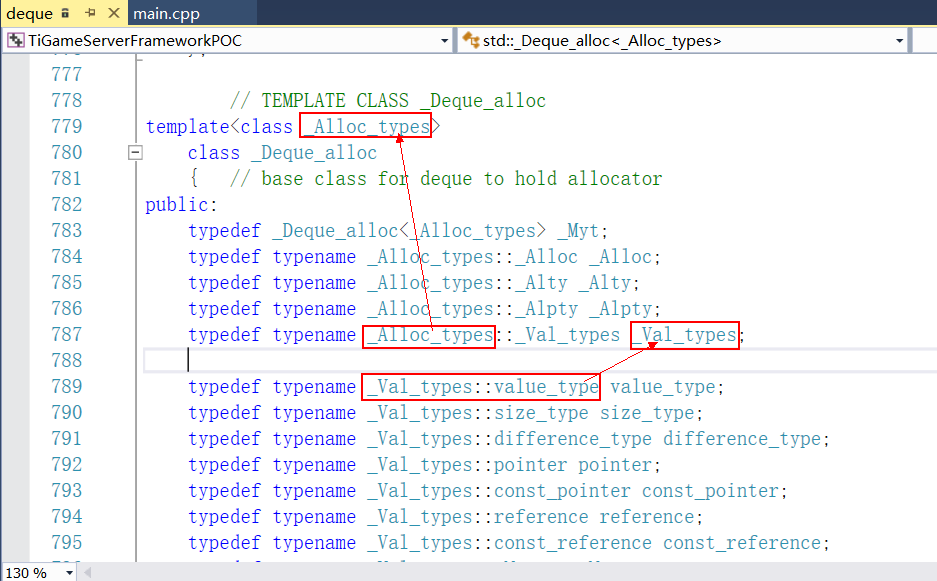 deque main.cpp
TiGameServerFrameworkPOC std::_Deque_alloc<_Alloc_types>
777
778 // TEMPLATE CLASS _Deque_alloc
779 template<class _Alloc_types>
780 class _Deque_alloc
781 { // base class for deque to hold allocator
782 public:
783 typedef _Deque_alloc<_Alloc_types> _Myt;
784 typedef typename _Alloc_types::_Alloc _Alloc;
785 typedef typename _Alloc_types::_Alty _Alty;
786 typedef typename _Alloc_types::_Alpty _Alpty;
787 typedef typename _Alloc_types::_Val_types _Val_types;
788
789 typedef typename _Val_types::value_type value_type;
790 typedef typename _Val_types::size_type size_type;
791 typedef typename _Val_types::difference_type difference_type;
792 typedef typename _Val_types::pointer pointer;
793 typedef typename _Val_types::const_pointer const_pointer;
794 typedef typename _Val_types::reference reference;
795 typedef typename _Val_types::const_reference const_reference;
130 %